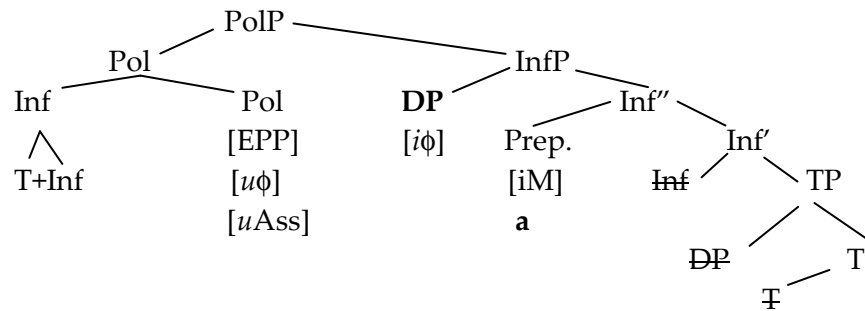 PolP
Pol InfP
Inf Pol DP Inf″
[EPP] [iϕ] Prep. Inf′
T+Inf [uϕ] [iM] Inf TP
[uAss] a
DP T
T